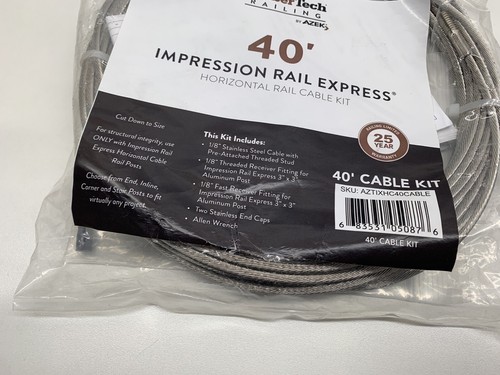 Tech
RAILING
BY AZEK
40'
IMPRESSION RAIL EXPRESS®
HORIZONTAL RAIL CABLE KIT
Cut Down to Size
For structural integrity, use
ONLY with Impression Rail
Express Horizontal Cable
Rail Posts
Choose from End, Inline,
Corner and Stair Posts to fit
virtually any project.
This Kit Includes:
• 1/8" Stainless Steel Cable with
Pre-Attached Threaded Stud
• 1/8" Threaded Receiver Fitting for
Impression Rail Express 3" x 3"
Aluminum Post
• 1/8" Fast Receiver Fitting for
Impression Rail Express 3" x 3"
Aluminum Post
• Two Stainless End Caps
• Allen Wrench
25
YEAR
LIMITED
WARRANTY
40' CABLE KIT
SKU: AZTIXHC40CABLE
6 83531 05087 6
40' CABLE KIT